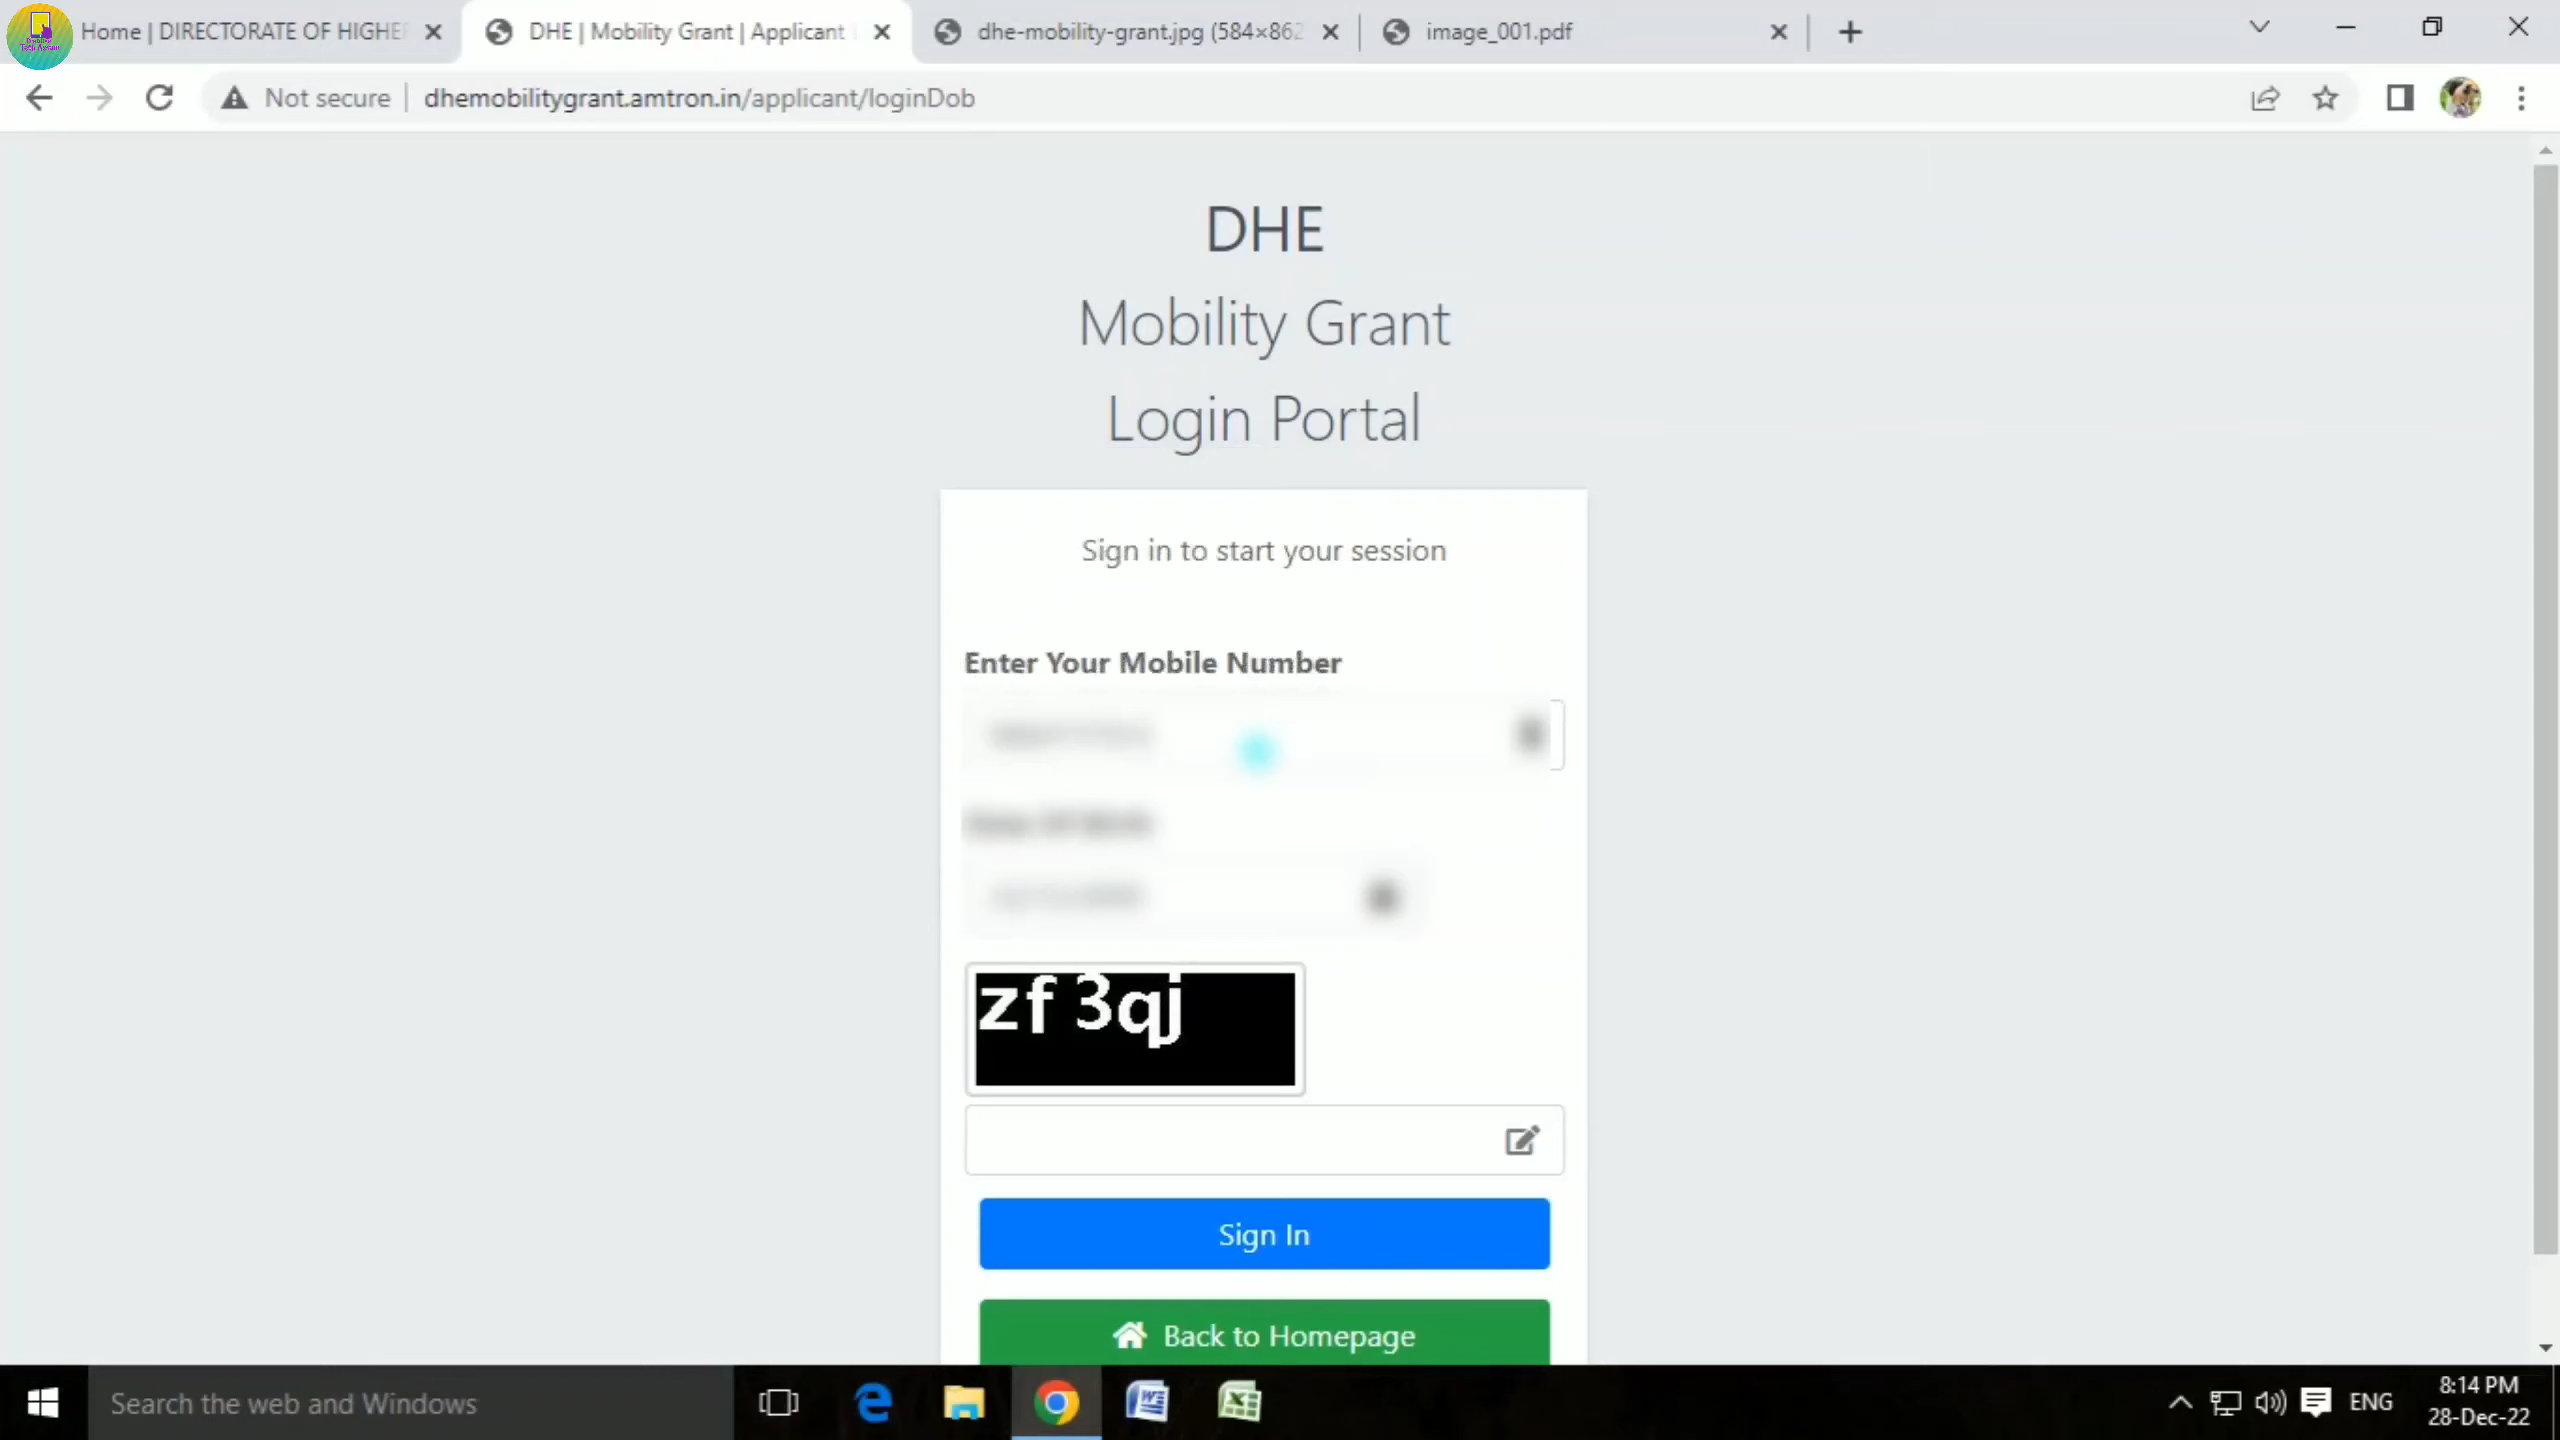 Home | DIRECTORATE OF HIGHER
DHE | Mobility Grant | Applicant
dhe-mobility-grant.jpg (584×862
image_001.pdf
Not secure
dhemobilitygrant.amtron.in/applicant/loginDob
DHE
Mobility Grant
Login Portal
Sign in to start your session
Enter Your Mobile Number
zf3qj
Sign In
Back to Homepage
Search the web and Windows
ENG
8:14 PM
28-Dec-22